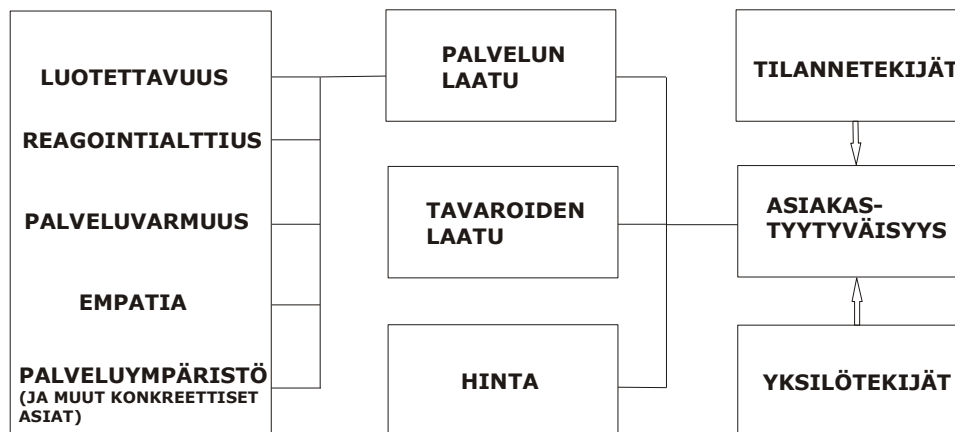 LUOTETTAVUUS
REAGOINTIALTTIUS
PALVELUVARMUUS
EMPATIA
PALVELUYMPÄRISTÖ
(JA MUUT KONKREETTISET
ASIAT)
PALVELUN
LAATU
TAVAROIDEN
LAATU
HINTA
TILANNETEKIJÄT
ASIAKAS-
TYYTYVÄISYYS
YKSILÖTEKIJÄT